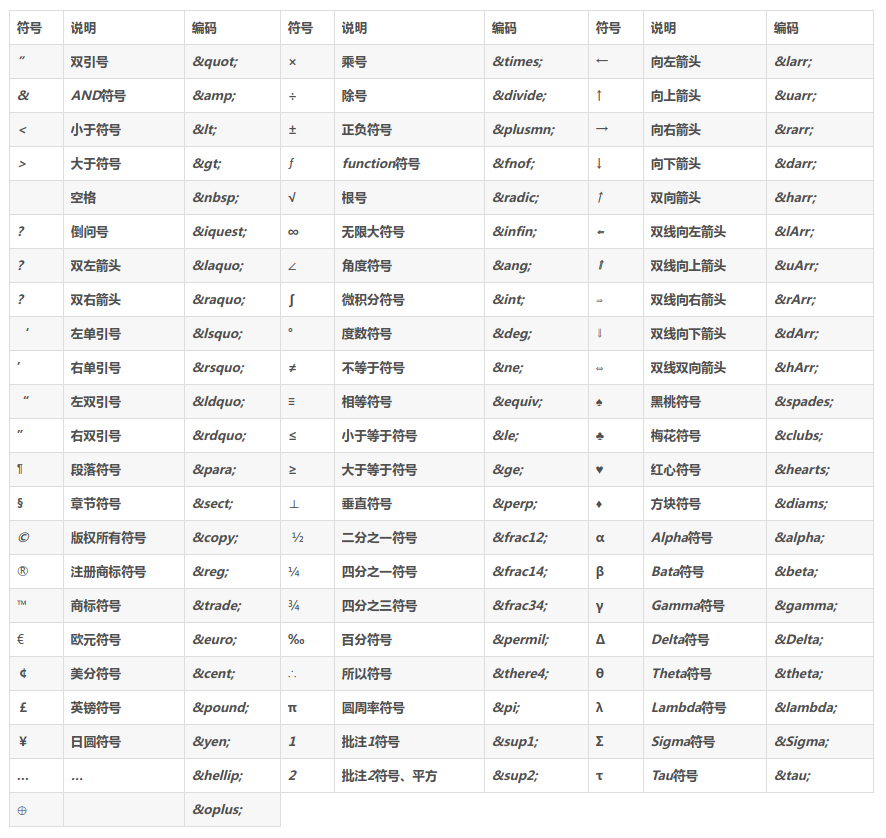 符号 说明 编码 符号 说明 编码 符号 说明 编码
" 双引号 &quot; × 乘号 &times; ← 向左箭头 &larr;
& AND符号 &amp; ÷ 除号 &divide; ↑ 向上箭头 &uarr;
< 小于符号 &lt; ± 正负符号 &plusmn; → 向右箭头 &rarr;
> 大于符号 &gt; ƒ function符号 &fnof; ↓ 向下箭头 &darr;
空格 &nbsp; √ 根号 &radic; ↑ 双向箭头 &harr;
? 倒问号 &iquest; ∞ 无限大符号 &infin; ⇐ 双线向左箭头 &lArr;
? 双左箭头 &laquo; ∠ 角度符号 &ang; ⇑ 双线向上箭头 &uArr;
? 双右箭头 &raquo; ∫ 微积分符号 &int; ⇒ 双线向右箭头 &rArr;
‘ 左单引号 &lsquo; ° 度数符号 &deg; ⇓ 双线向下箭头 &dArr;
’ 右单引号 &rsquo; ≠ 不等于符号 &ne; ⇔ 双线双向箭头 &hArr;
“ 左双引号 &ldquo; ≡ 相等符号 &equiv; ♠ 黑桃符号 &spades;
” 右双引号 &rdquo; ≤ 小于等于符号 &le; ♣ 梅花符号 &clubs;
¶ 段落符号 &para; ≥ 大于等于符号 &ge; ♥ 红心符号 &hearts;
§ 章节符号 &sect; ⊥ 垂直符号 &perp; ♦ 方块符号 &diams;
© 版权所有符号 &copy; ½ 二分之一符号 &frac12; α Alpha符号 &alpha;
® 注册商标符号 &reg; ¼ 四分之一符号 &frac14; β Bata符号 &beta;
™ 商标符号 &trade; ¾ 四分之三符号 &frac34; γ Gamma符号 &gamma;
€ 欧元符号 &euro; ‰ 百分符号 &permil; Δ Delta符号 &Delta;
¢ 美分符号 &cent; ∴ 所以符号 &there4; θ Theta符号 &theta;
£ 英镑符号 &pound; π 圆周率符号 &pi; λ Lambda符号 &lambda;
¥ 日圆符号 &yen; 1 批注1符号 &sup1; Σ Sigma符号 &Sigma;
... ... &hellip; 2 批注2符号、平方 &sup2; τ Tau符号 &tau;
⊕ &oplus;